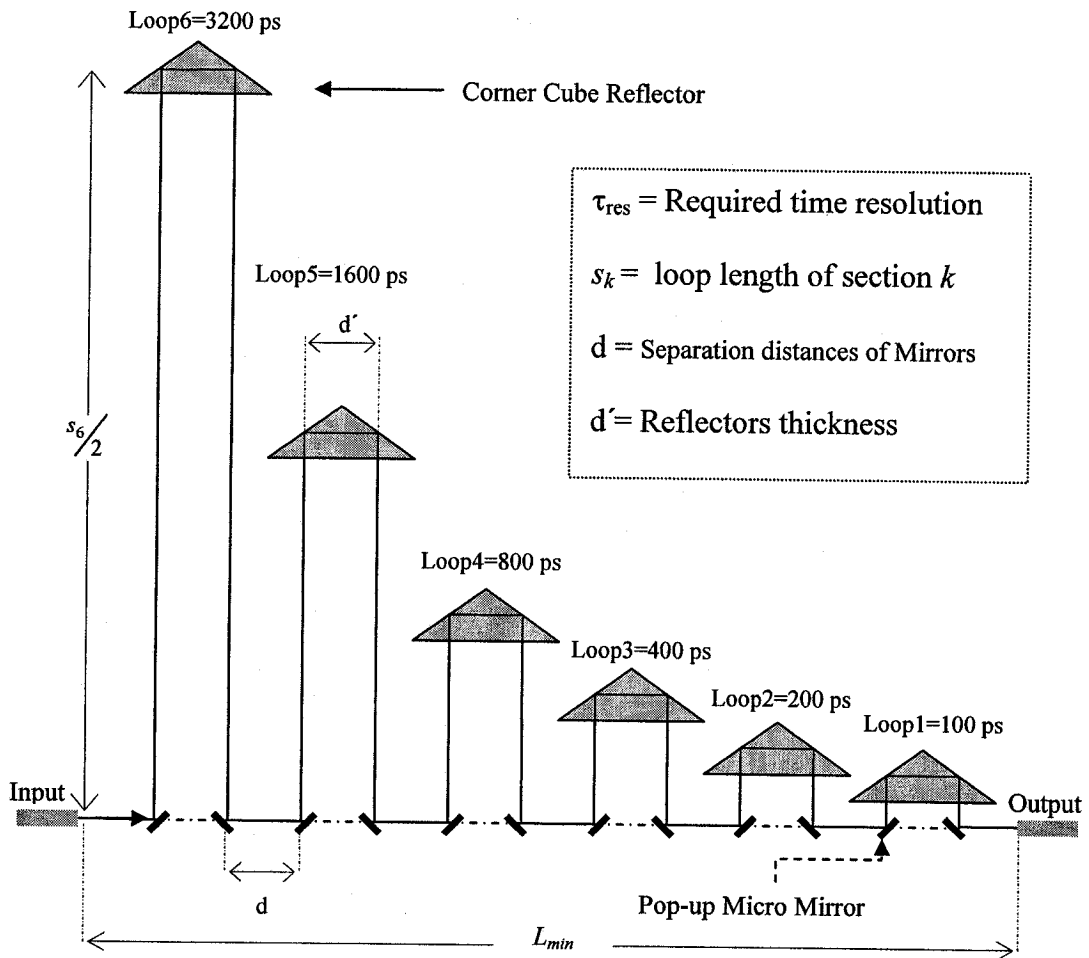 Loop6=3200 ps
Corner Cube Reflector
τres = Required time resolution
sk = loop length of section k
d = Separation distances of Mirrors
d´= Reflectors thickness
Loop5=1600 ps
d´
s6/2
Loop4=800 ps
Loop3=400 ps
Loop2=200 ps
Loop1=100 ps
Input
Output
d
Pop-up Micro Mirror
Lmin